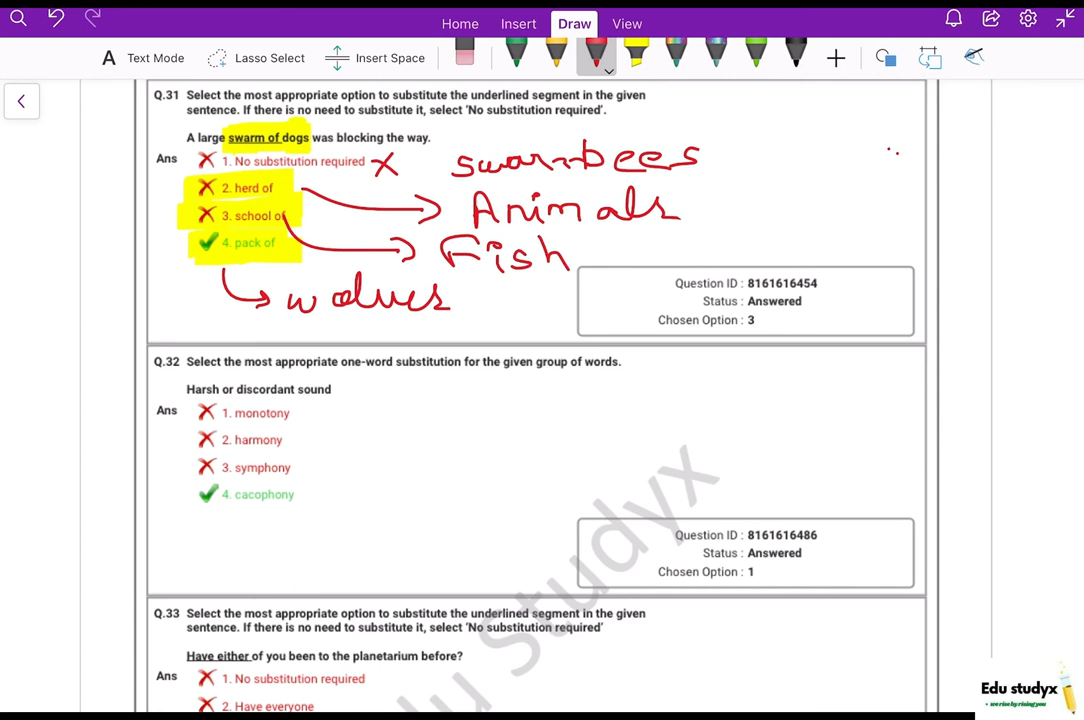 Home Insert Draw View
A Text Mode Lasso Select Insert Space
Q.31 Select the most appropriate option to substitute the underlined segment in the given
sentence. If there is no need to substitute it, select 'No substitution required'.
A large swarm of dogs was blocking the way.
Ans 1. No substitution required
swarm-bees
2. herd of
Animals
3. school of
Fish
4. pack of
wolves
Question ID : 8161616454
Status : Answered
Chosen Option : 3
Q.32 Select the most appropriate one-word substitution for the given group of words.
Harsh or discordant sound
Ans 1. monotony
2. harmony
3. symphony
4. cacophony
Question ID : 8161616486
Status : Answered
Chosen Option : 1
Q.33 Select the most appropriate option to substitute the underlined segment in the given
sentence. If there is no need to substitute it, select 'No substitution required'
Have either of you been to the planetarium before?
Ans 1. No substitution required
2. Have everyone
Edu Studyx
Edu studyx
we rise by rising you